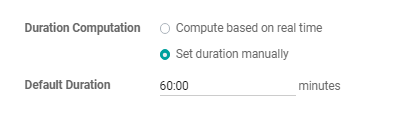 Duration Computation Compute based on real time
Set duration manually
Default Duration 60:00 minutes